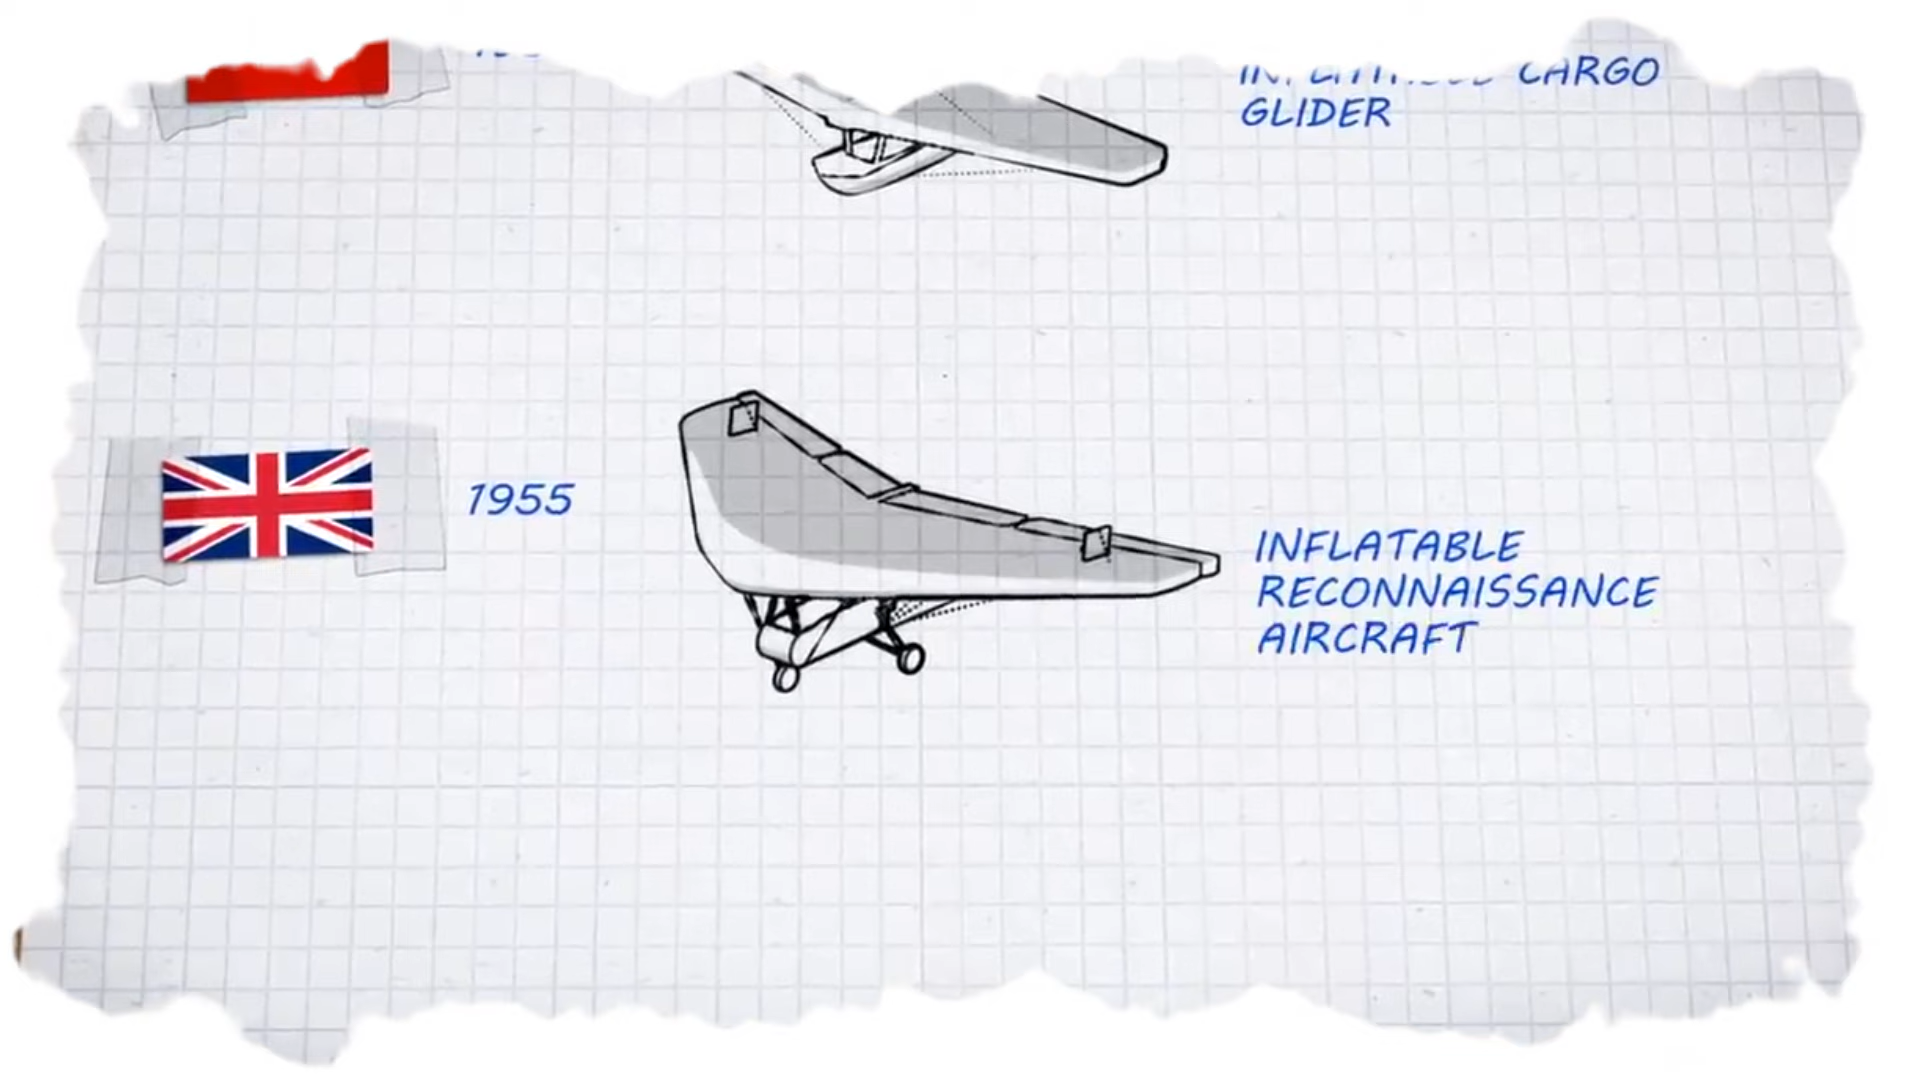 CARGO
GLIDER
1955
INFLATABLE
RECONNAISSANCE
AIRCRAFT